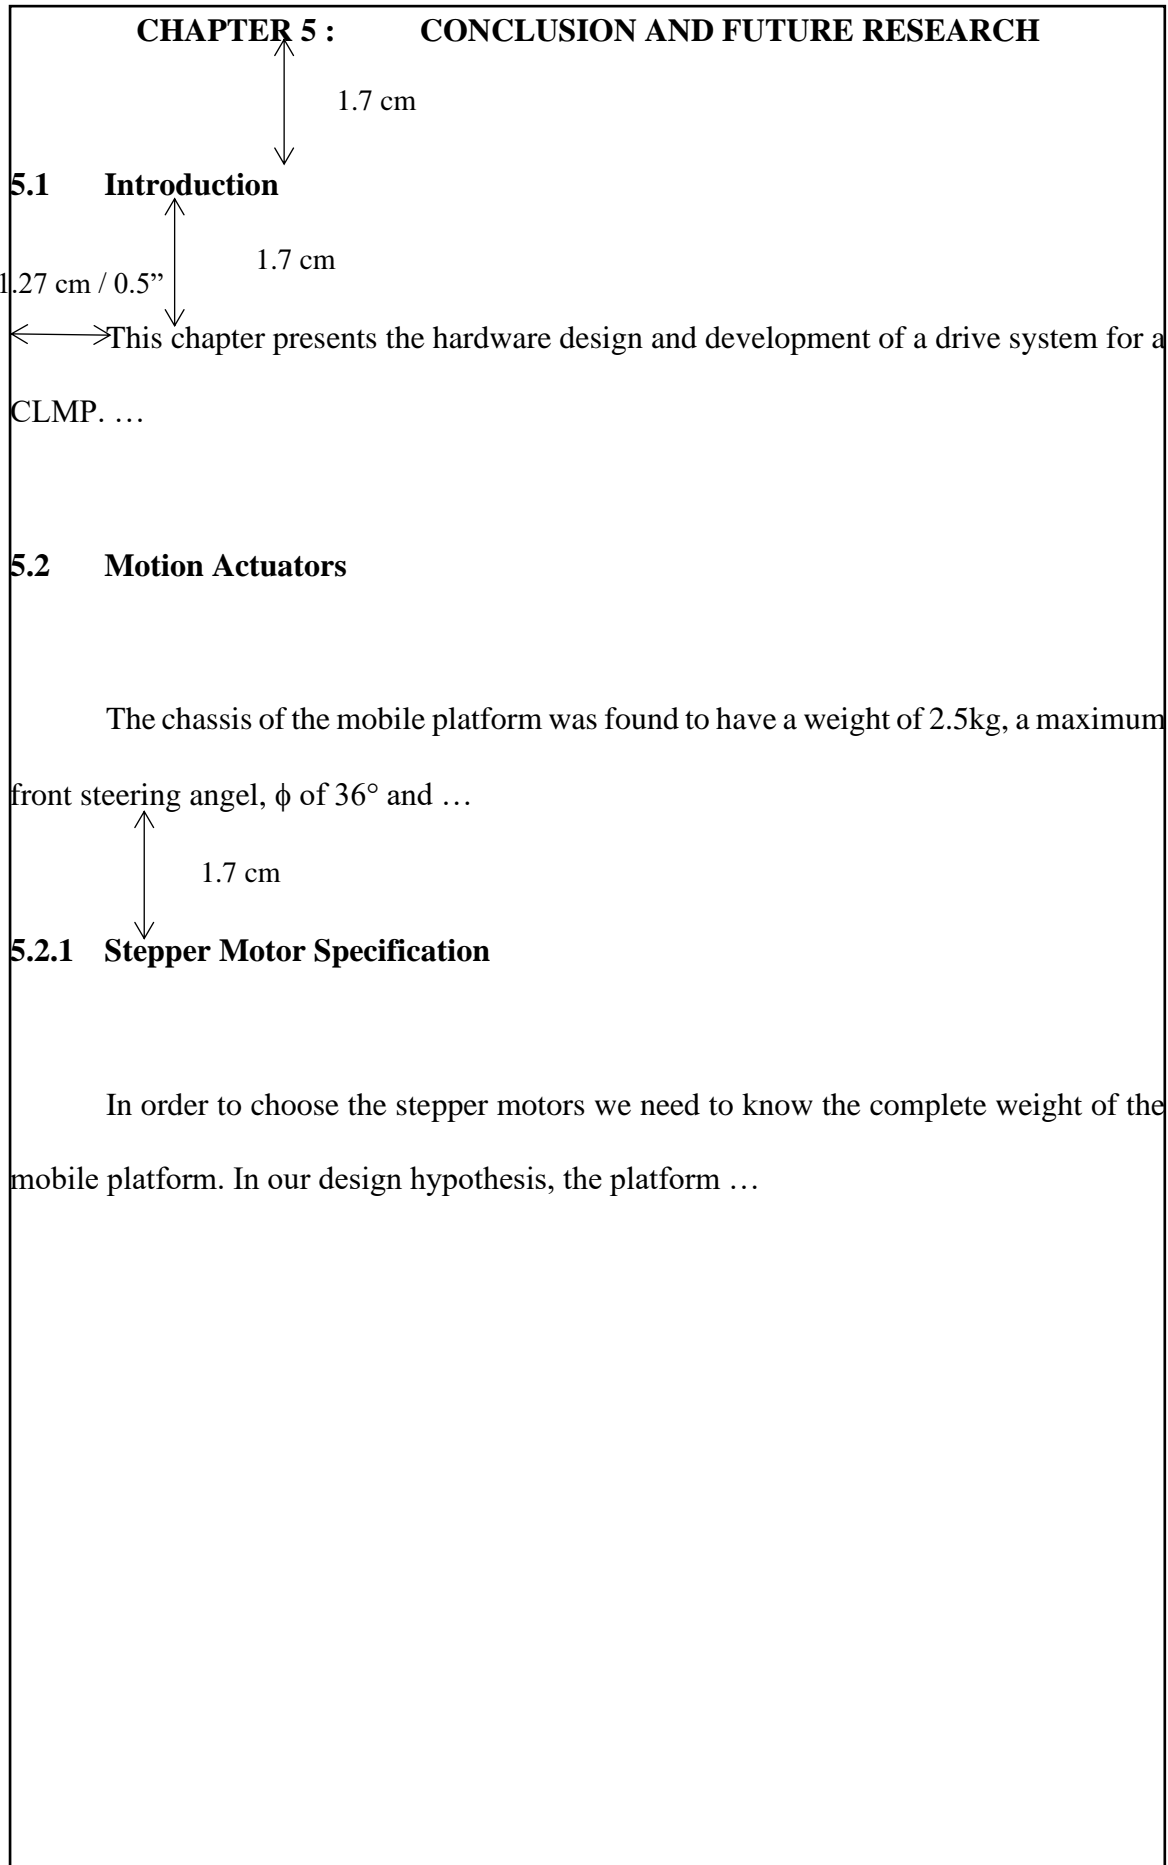 CHAPTER 5 : CONCLUSION AND FUTURE RESEARCH
1.7 cm
5.1 Introduction
1.7 cm
1.27 cm / 0.5”
This chapter presents the hardware design and development of a drive system for a
CLMP. …
5.2 Motion Actuators
The chassis of the mobile platform was found to have a weight of 2.5kg, a maximum
front steering angel, ϕ of 36° and …
1.7 cm
5.2.1 Stepper Motor Specification
In order to choose the stepper motors we need to know the complete weight of the
mobile platform. In our design hypothesis, the platform …